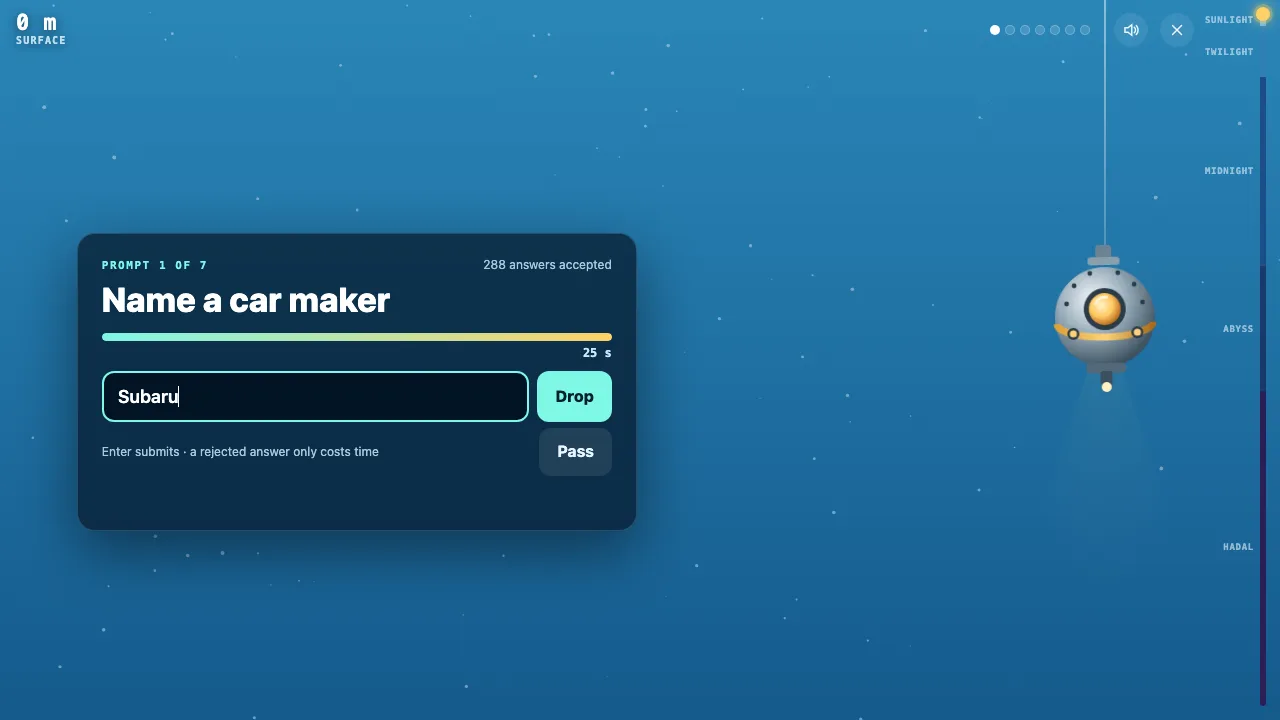 0 m
SURFACE
SUNLIGHT
TWILIGHT
MIDNIGHT
ABYSS
HADAL
PROMPT 1 OF 7
288 answers accepted
Name a car maker
25 s
Subaru
Drop
Enter submits · a rejected answer only costs time
Pass